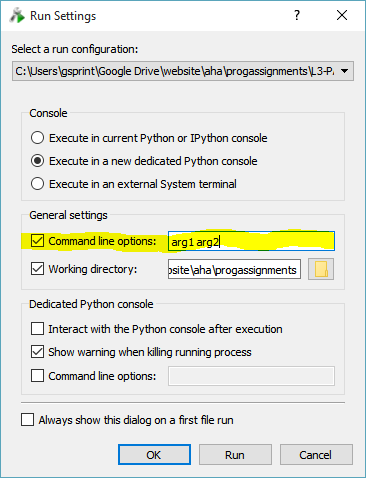 Run Settings
Select a run configuration:
C:\Users\gsprint\Google Drive\website\aha\progassignments\L3-PA
Console
Execute in current Python or IPython console
Execute in a new dedicated Python console
Execute in an external System terminal
General settings
Command line options: arg1 arg2
Working directory: osite\aha\progassignments
Dedicated Python console
Interact with the Python console after execution
Show warning when killing running process
Command line options:
Always show this dialog on a first file run
OK Run Cancel